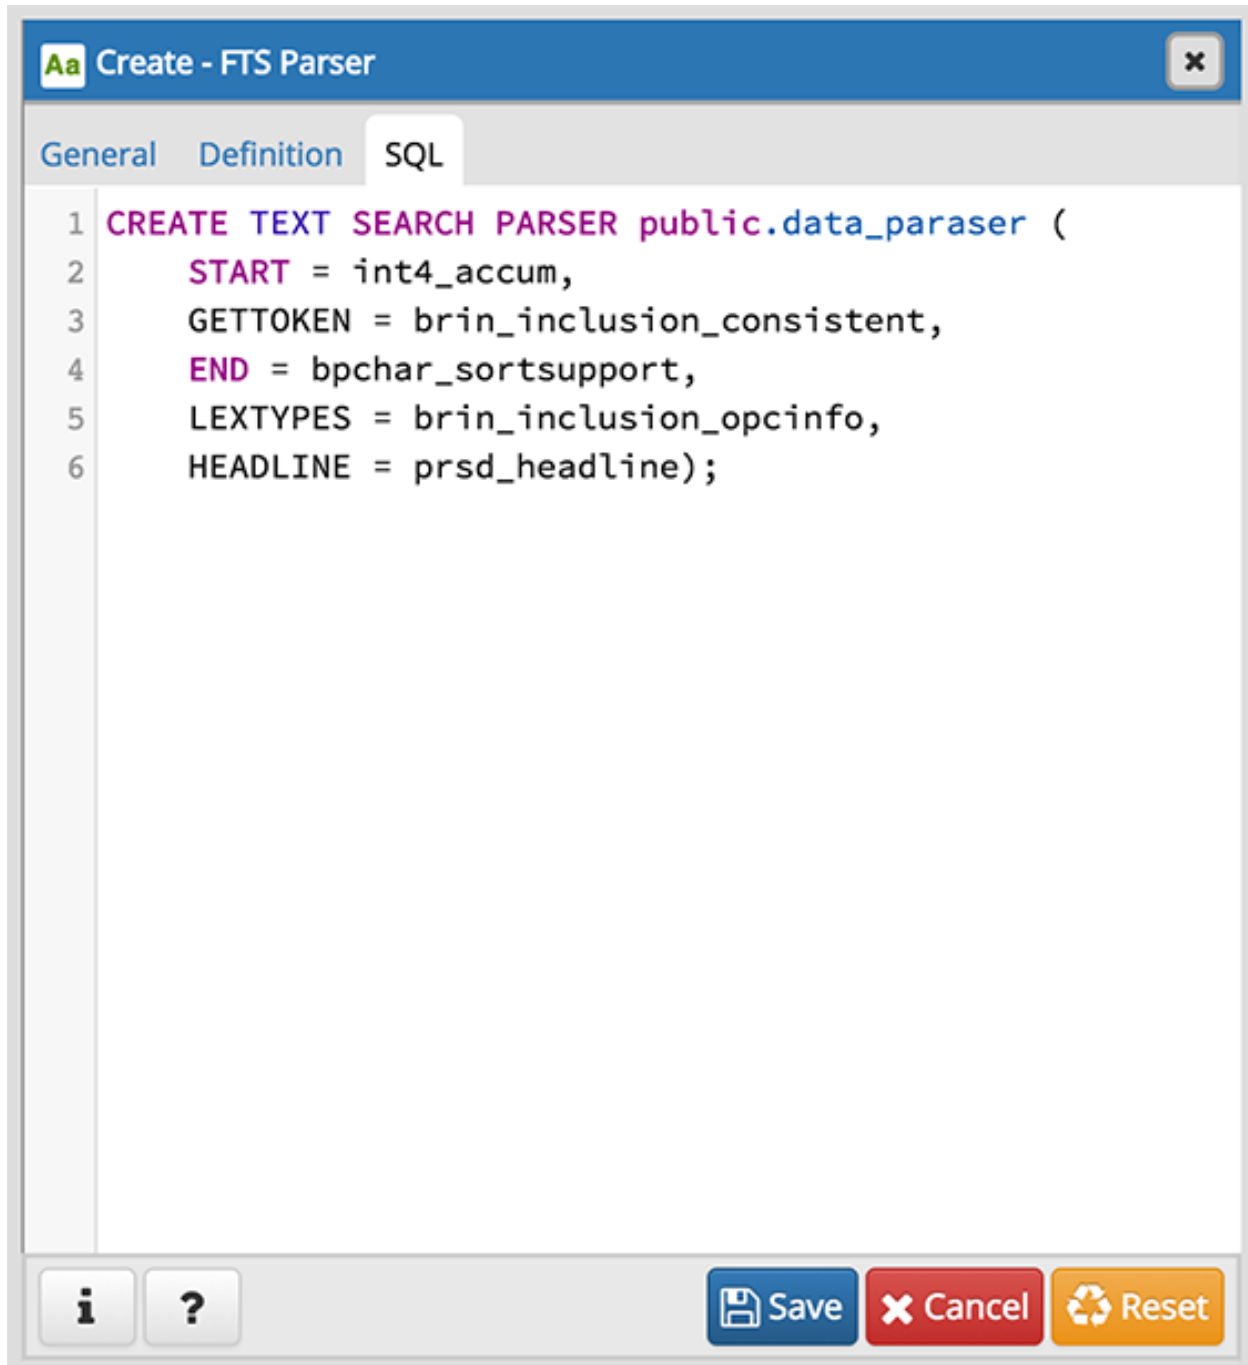 Aa Create - FTS Parser
General Definition SQL
1 CREATE TEXT SEARCH PARSER public.data_paraser (
2 START = int4_accum,
3 GETTOKEN = brin_inclusion_consistent,
4 END = bpchar_sortsupport,
5 LEXTYPES = brin_inclusion_opcinfo,
6 HEADLINE = prsd_headline);
i ? Save Cancel Reset